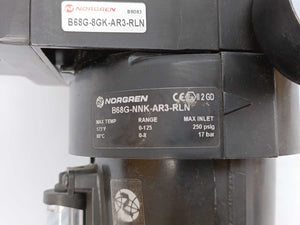 NORGREN
B68G-8GK-AR3-RLN
NORGREN CE Ex II 2 GD
B68G-NNK-AR3-RLN
MAX TEMP RANGE MAX INLET
175°F 0-125 250 psig
80°C 0-8 17 bar